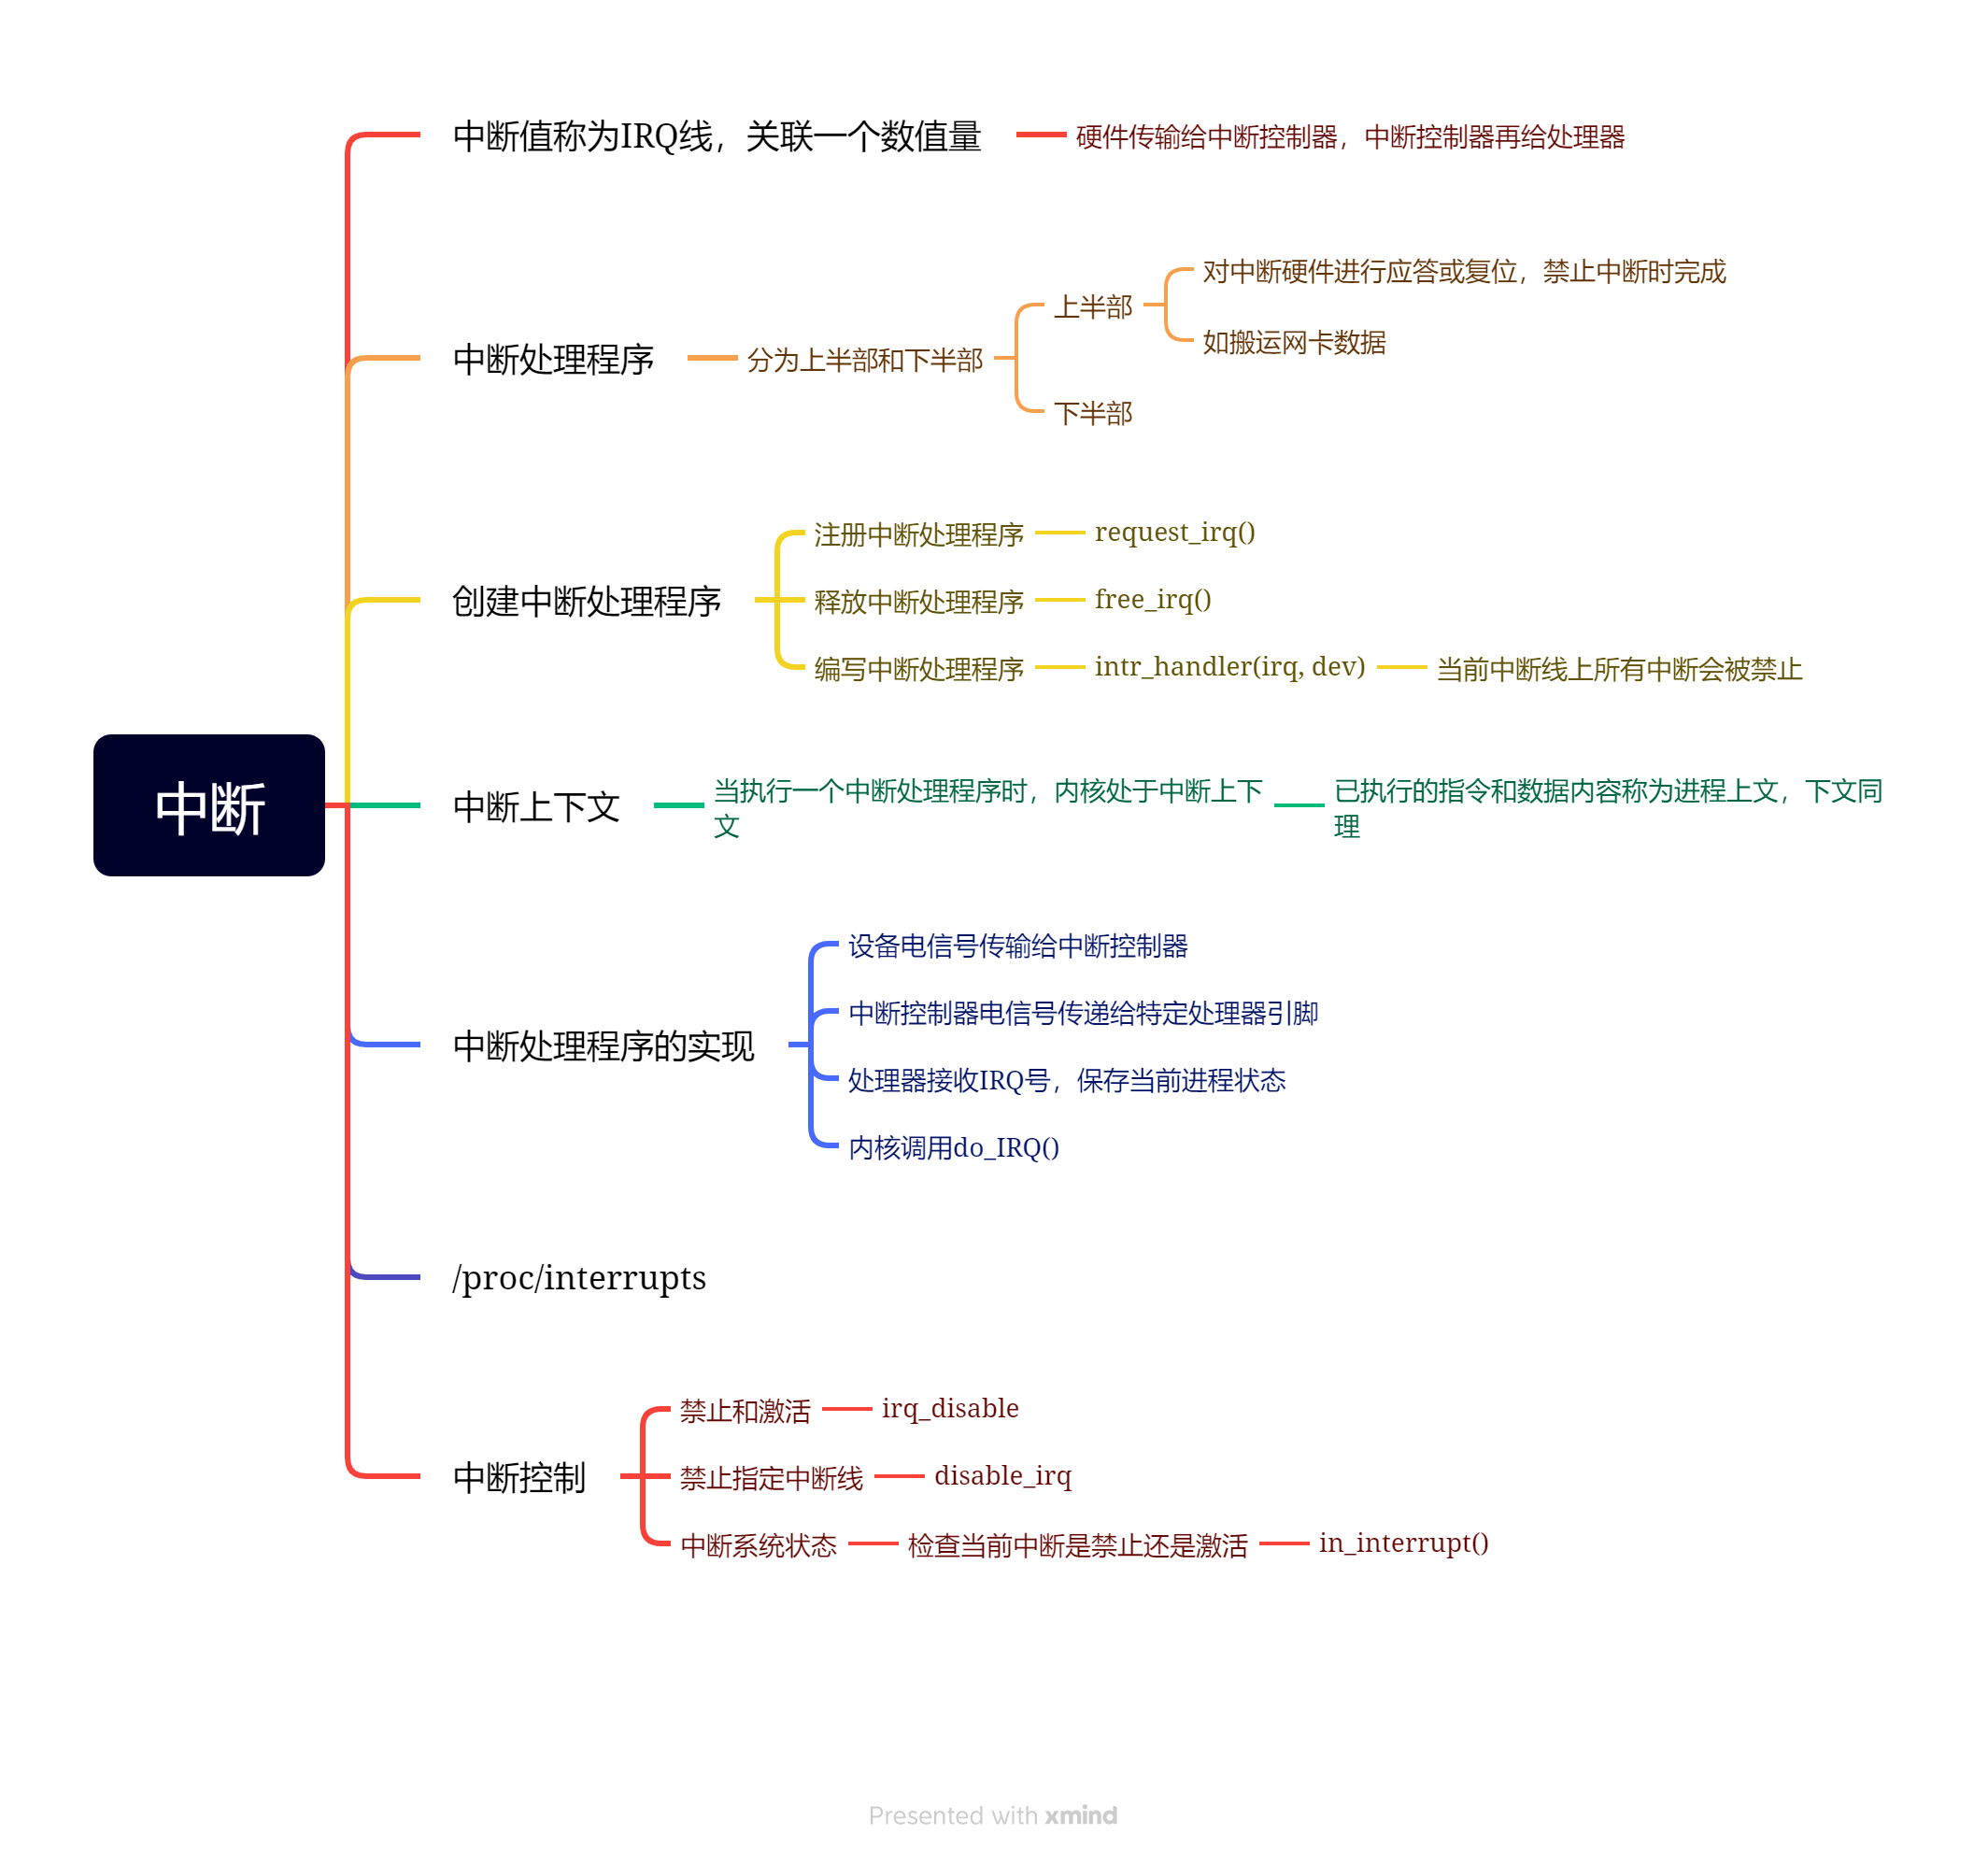 中断
中断值称为IRQ线，关联一个数值量
硬件传输给中断控制器，中断控制器再给处理器
中断处理程序
分为上半部和下半部
上半部
对中断硬件进行应答或复位，禁止中断时完成
如搬运网卡数据
下半部
创建中断处理程序
注册中断处理程序
request_irq()
释放中断处理程序
free_irq()
编写中断处理程序
intr_handler(irq, dev)
当前中断线上所有中断会被禁止
中断上下文
当执行一个中断处理程序时，内核处于中断上下
文
已执行的指令和数据内容称为进程上文，下文同
理
中断处理程序的实现
设备电信号传输给中断控制器
中断控制器电信号传递给特定处理器引脚
处理器接收IRQ号，保存当前进程状态
内核调用do_IRQ()
/proc/interrupts
中断控制
禁止和激活
irq_disable
禁止指定中断线
disable_irq
中断系统状态
检查当前中断是禁止还是激活
in_interrupt()
Presented with xmind